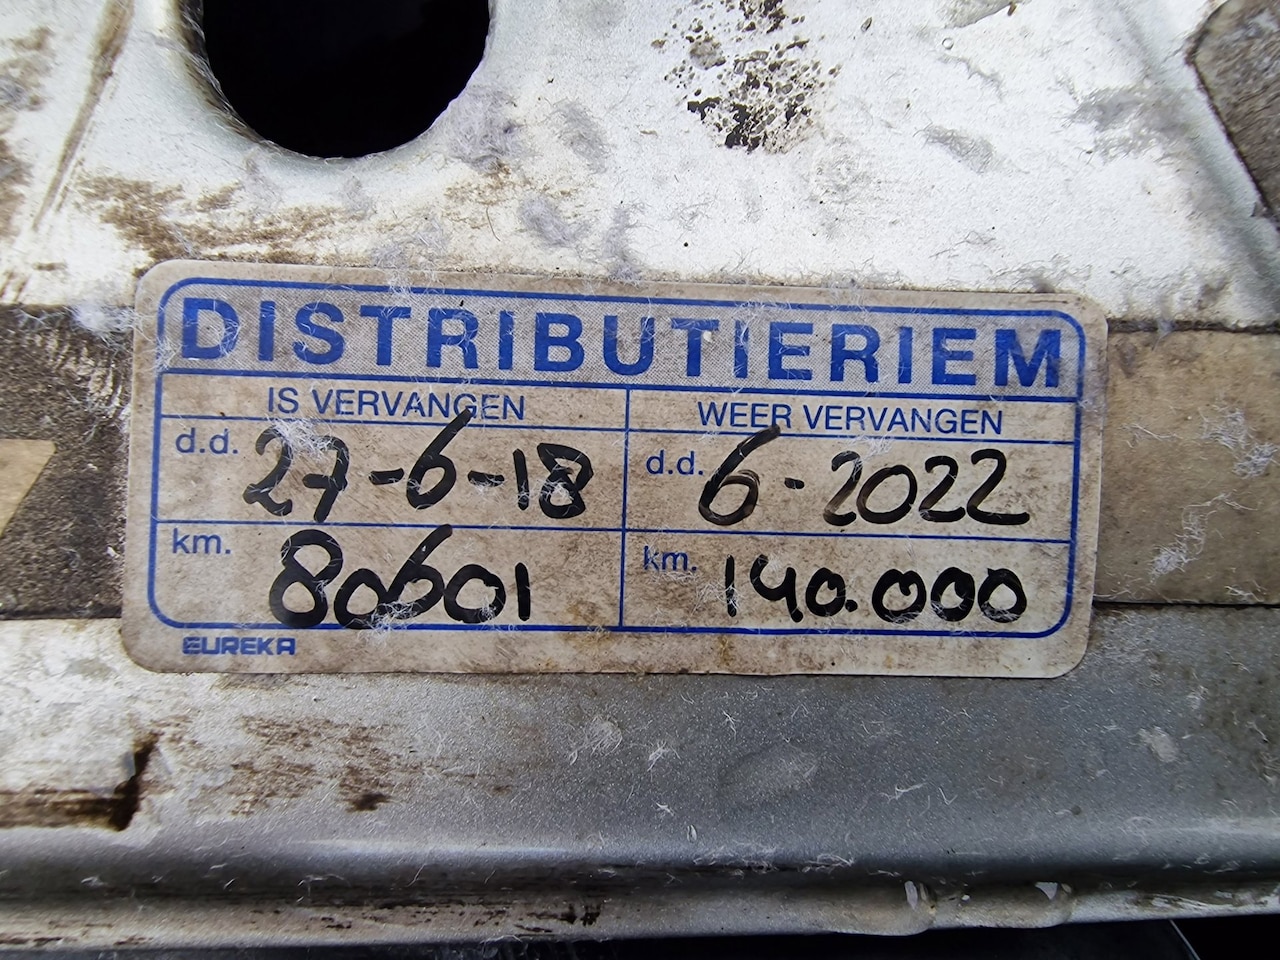 DISTRIBUTIERIEM
IS VERVANGEN
WEER VERVANGEN
d.d. 27-6-18
d.d. 6-2022
km. 80601
km. 140.000
EUREKA